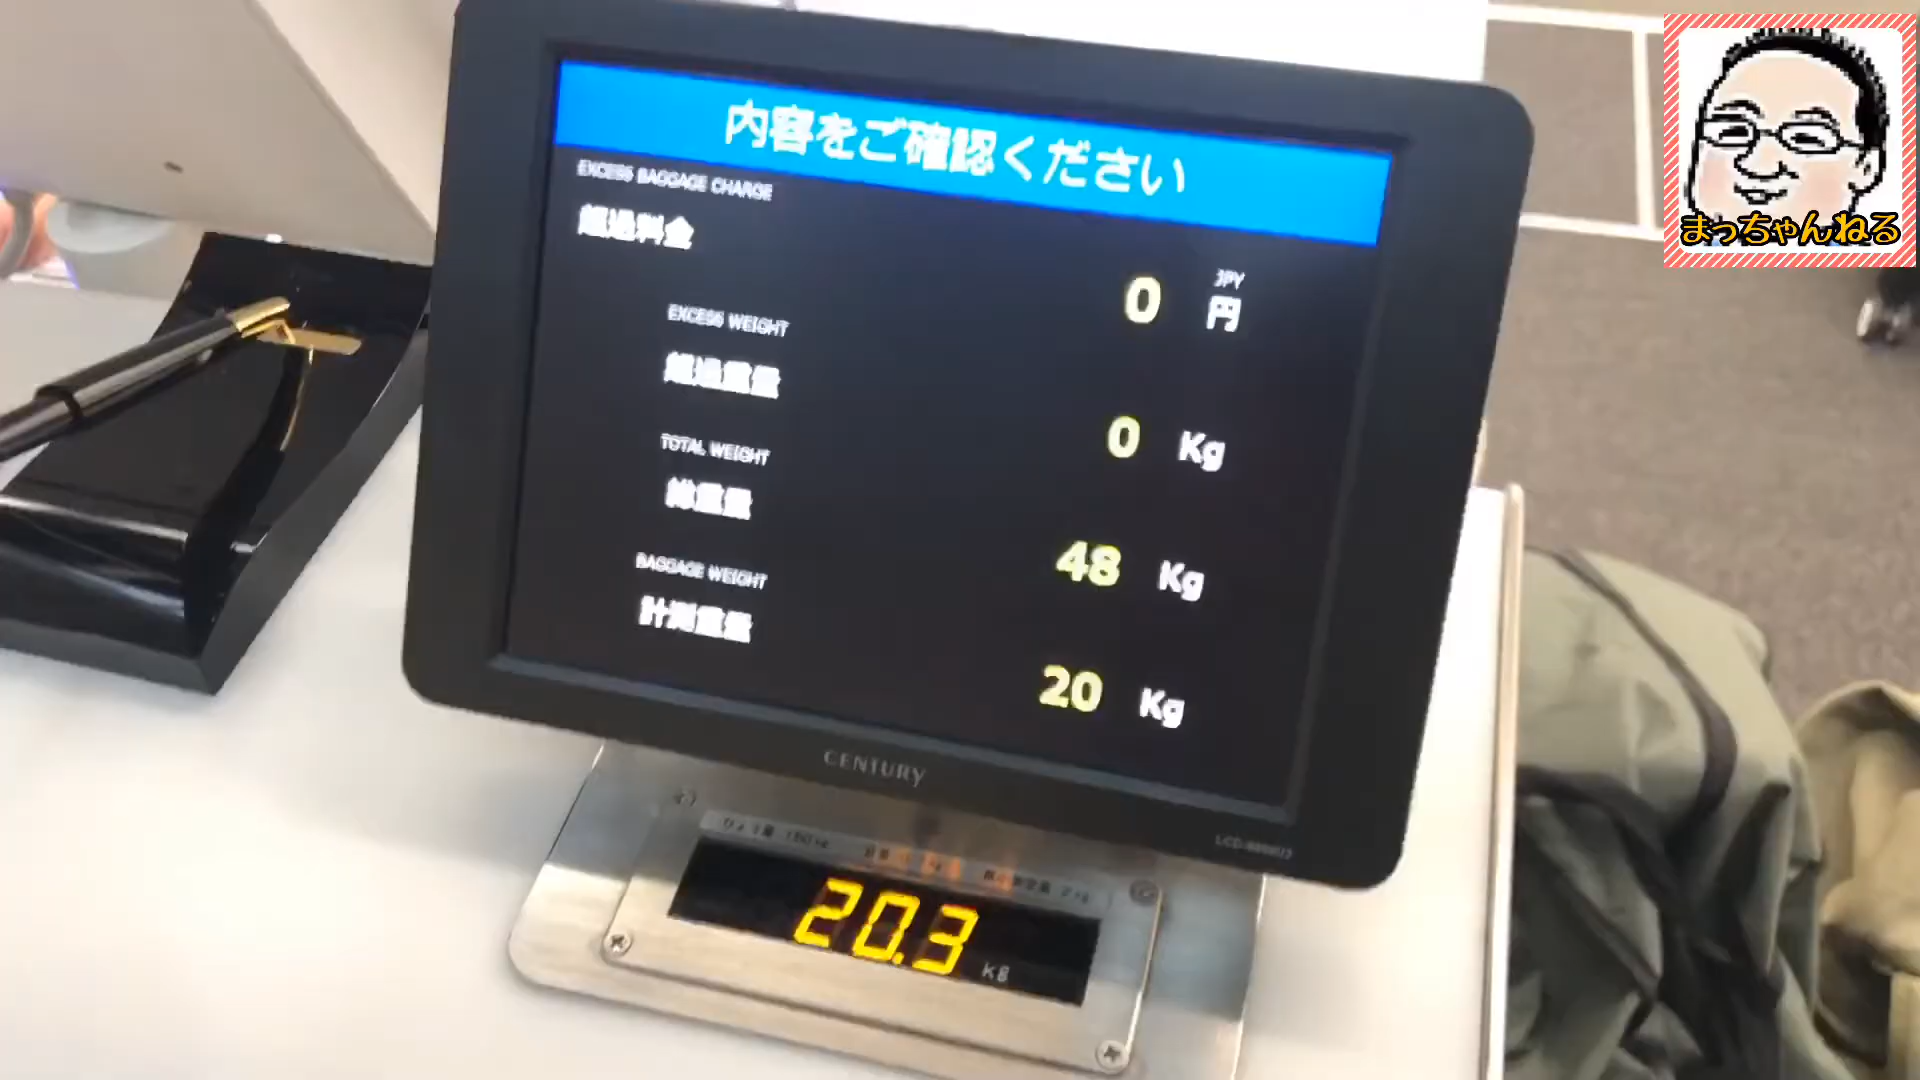 内容をご確認ください
EXCESS BAGGAGE CHARGE
超過料金
0 JPY 円
EXCESS WEIGHT
超過重量
0 Kg
TOTAL WEIGHT
総重量
48 Kg
BAGGAGE WEIGHT
計測重量
20 Kg
CENTURY
20.3 kg
まっちゃんねる